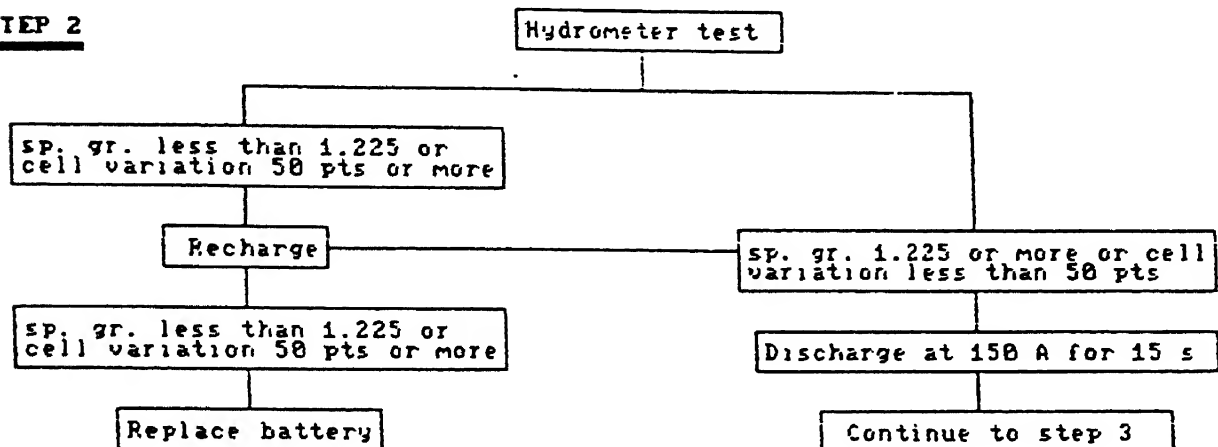 TEP 2
Hydrometer test
sp. gr. less than 1.225 or
cell variation 50 pts or more
Recharge
sp. gr. 1.225 or more or cell
variation less than 50 pts
sp. gr. less than 1.225 or
cell variation 50 pts or more
Discharge at 150 A for 15 s
Replace battery
Continue to step 3